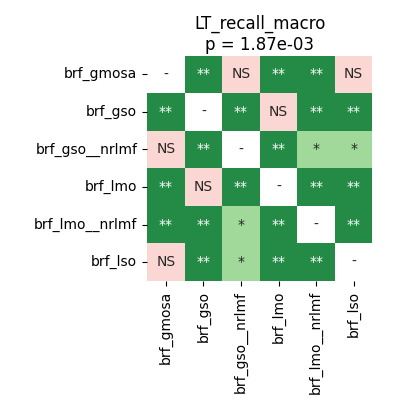 LT_recall_macro
p = 1.87e-03
brf_gmosa - ** NS ** ** NS
brf_gso ** - ** NS ** **
brf_gso__nrlmf NS ** - ** * *
brf_lmo ** NS ** - ** **
brf_lmo__nrlmf ** ** * ** - **
brf_lso NS ** * ** ** -
brf_gmosa brf_gso brf_gso__nrlmf brf_lmo brf_lmo__nrlmf brf_lso